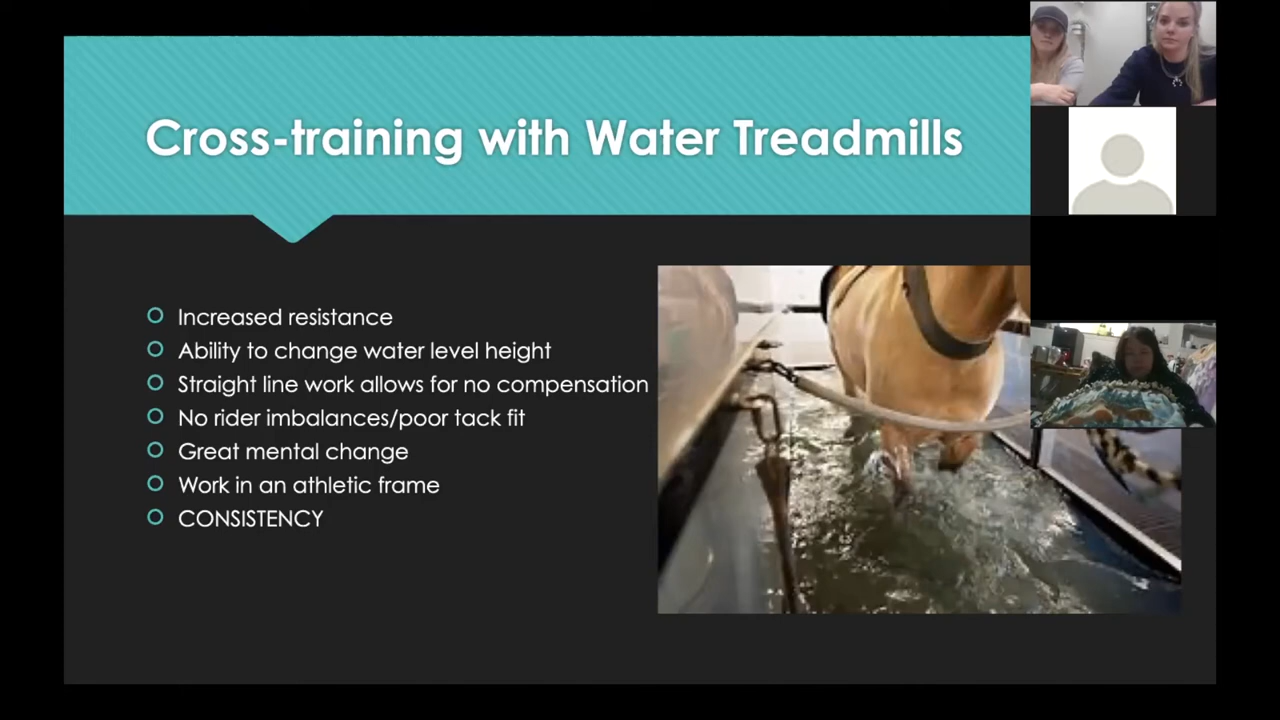 Cross-training with Water Treadmills
Increased resistance
Ability to change water level height
Straight line work allows for no compensation
No rider imbalances/poor tack fit
Great mental change
Work in an athletic frame
CONSISTENCY